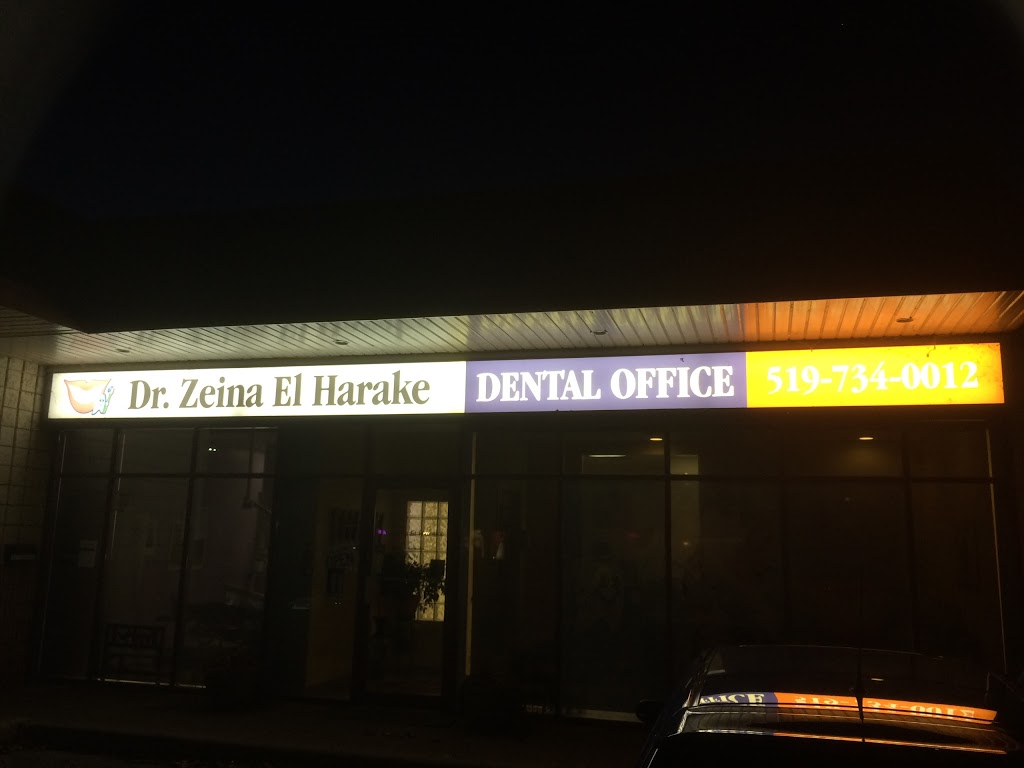 Dr. Zeina El Harake DENTAL OFFICE 519-734-0012